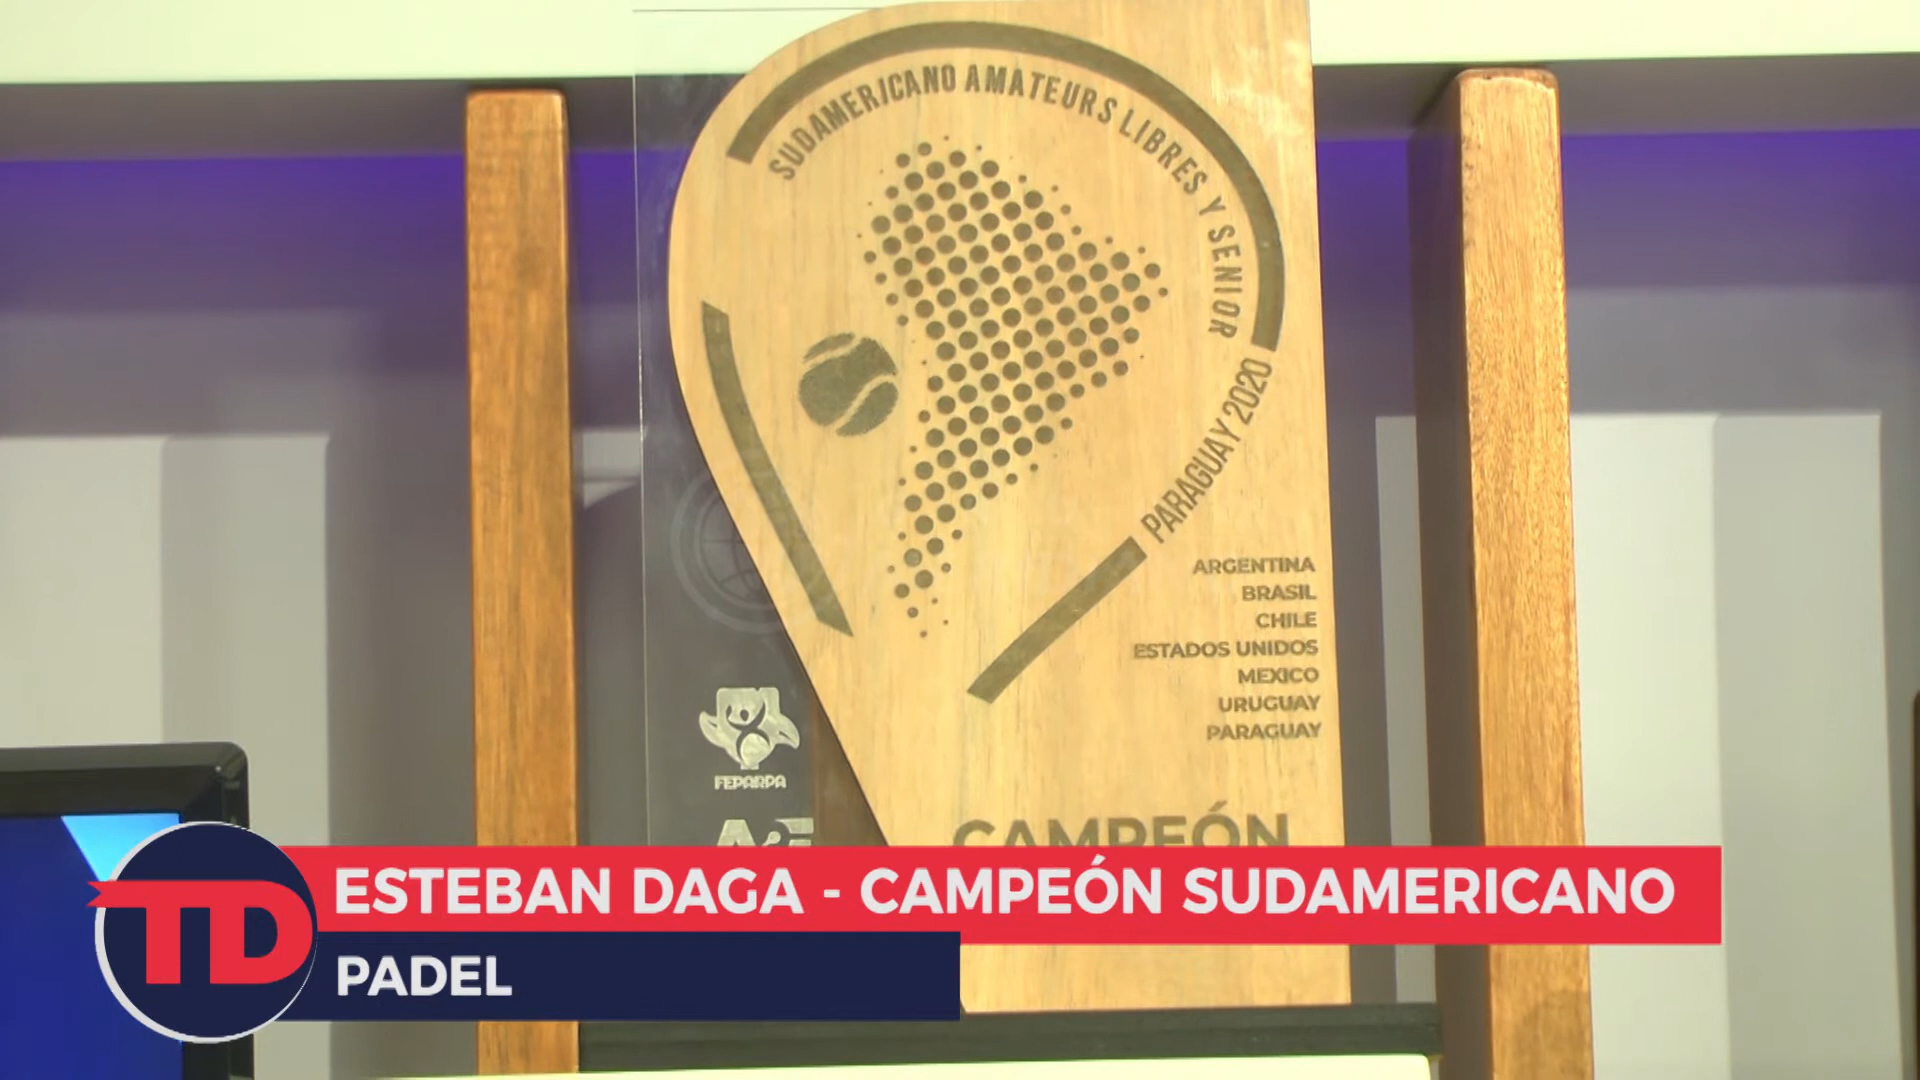 SUDAMERICANO AMATEURS LIBRES Y SENIOR
PARAGUAY 2020
ARGENTINA
BRASIL
CHILE
ESTADOS UNIDOS
MEXICO
URUGUAY
PARAGUAY
FEPARPA
CAMPEÓN
TD
ESTEBAN DAGA - CAMPEÓN SUDAMERICANO
PADEL